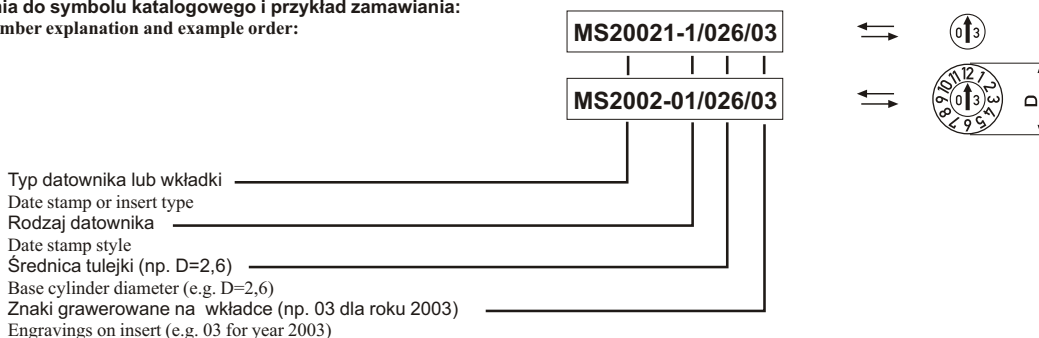 nia do symbolu katalogowego i przykład zamawiania:
mber explanation and example order:
MS20021-1/026/03
0 3
MS2002-01/026/03
1 2 3 4 5 6 7 8 9 10 11 12
0 3
D
Typ datownika lub wkładki
Date stamp or insert type
Rodzaj datownika
Date stamp style
Średnica tulejki (np. D=2,6)
Base cylinder diameter (e.g. D=2,6)
Znaki grawerowane na wkładce (np. 03 dla roku 2003)
Engravings on insert (e.g. 03 for year 2003)